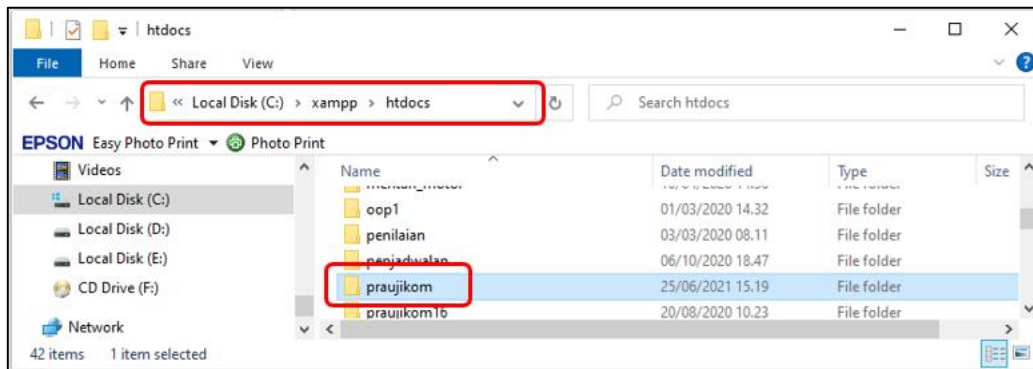 htdocs
File Home Share View
« Local Disk (C:) > xampp > htdocs Search htdocs
EPSON Easy Photo Print Photo Print
Videos Name Date modified Type Size
Local Disk (C:) oop1 01/03/2020 14.32 File folder
Local Disk (D:) penilaian 03/03/2020 08.11 File folder
Local Disk (E:) penjadwalan 06/10/2020 18.47 File folder
CD Drive (F:) praujikom 25/06/2021 15.19 File folder
Network praujikom16 20/08/2020 10.23 File folder
42 items 1 item selected